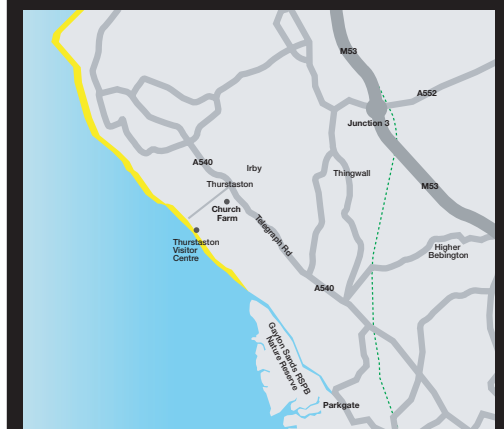 M53
A552
Junction 3
A540
Irby
Thingwall
Thurstaston
M53
Church
Farm
Telegraph Rd
Thurstaston
Visitor
Centre
Higher
Bebington
A540
Gayton Sands RSPB
Nature Reserve
Parkgate